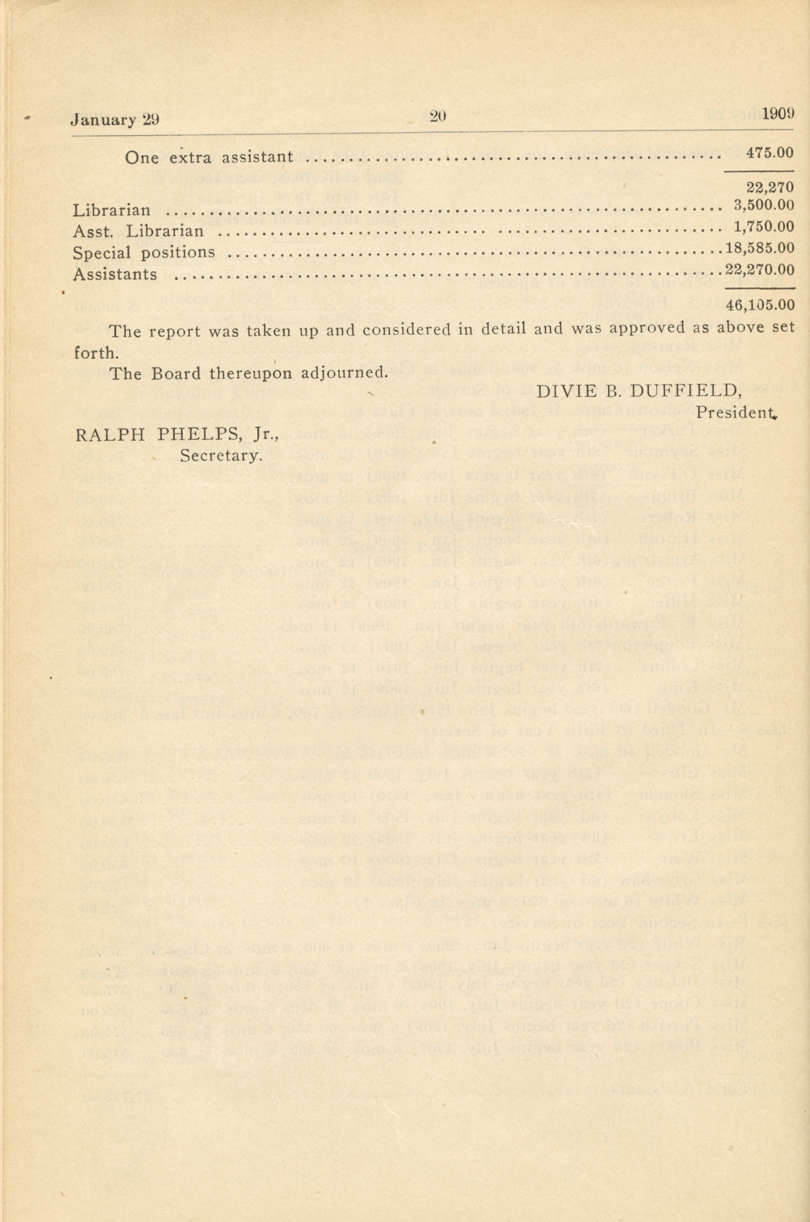 January 29 20 1909
One extra assistant ................................................ 475.00
22,270
Librarian ................................................................ 3,500.00
Asst. Librarian .......................................................... 1,750.00
Special positions ........................................................18,585.00
Assistants ..............................................................22,270.00
46,105.00
The report was taken up and considered in detail and was approved as above set
forth.
The Board thereupon adjourned.
DIVIE B. DUFFIELD,
President.
RALPH PHELPS, Jr.,
Secretary.